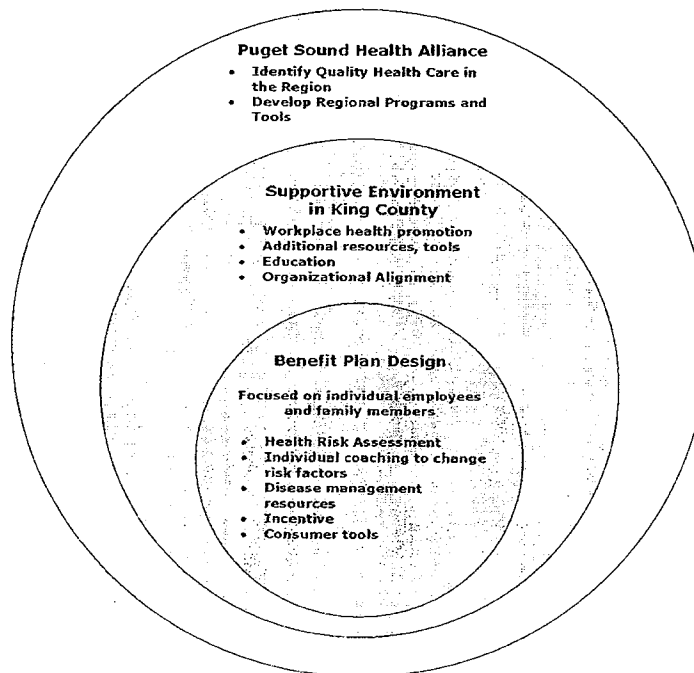 Puget Sound Health Alliance
• Identify Quality Health Care in
the Region
• Develop Regional Programs and
Tools
Supportive Environment
in King County
• Workplace health promotion
• Additional resources, tools
• Education
• Organizational Alignment
Benefit Plan Design
Focused on individual employees
and family members
• Health Risk Assessment
• Individual coaching to change
risk factors
• Disease management
resources
• Incentive
• Consumer tools